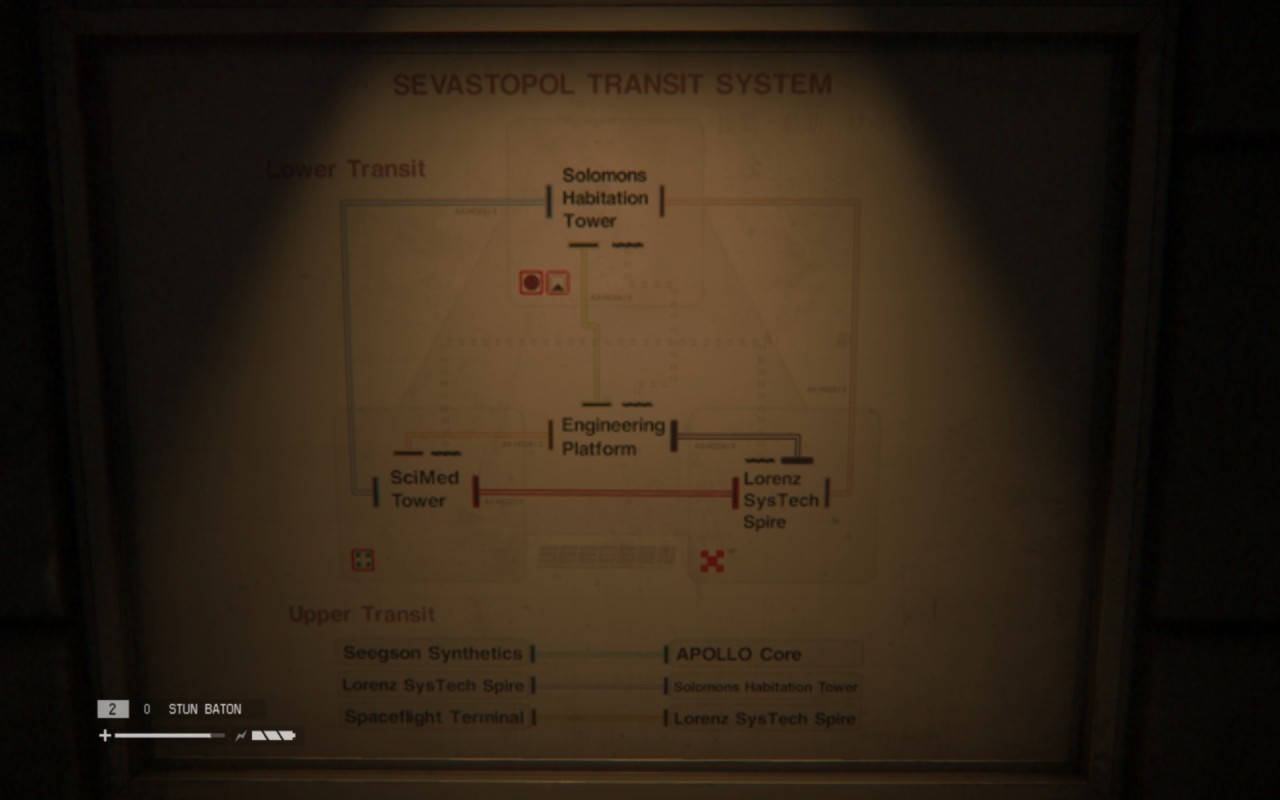 SEVASTOPOL TRANSIT SYSTEM
Lower Transit
Solomons
Habitation
Tower
Engineering
Platform
SciMed
Tower
Lorenz
SysTech
Spire
SEEGSON
Upper Transit
Seegson Synthetics
APOLLO Core
Lorenz SysTech Spire
Solomons Habitation Tower
Spaceflight Terminal
Lorenz SysTech Spire
2 0 STUN BATON